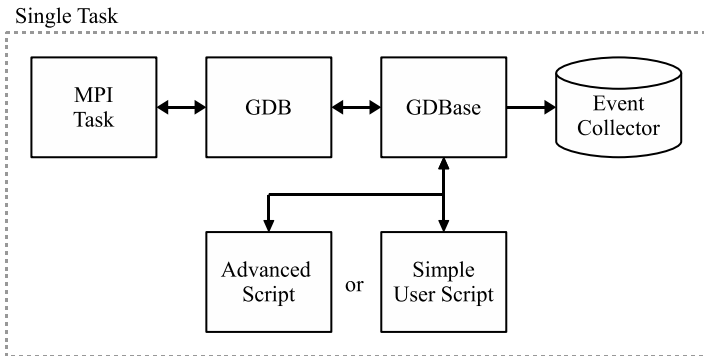 Single Task
MPI
Task
GDB
GDBase
Event
Collector
Advanced
Script
or
Simple
User Script